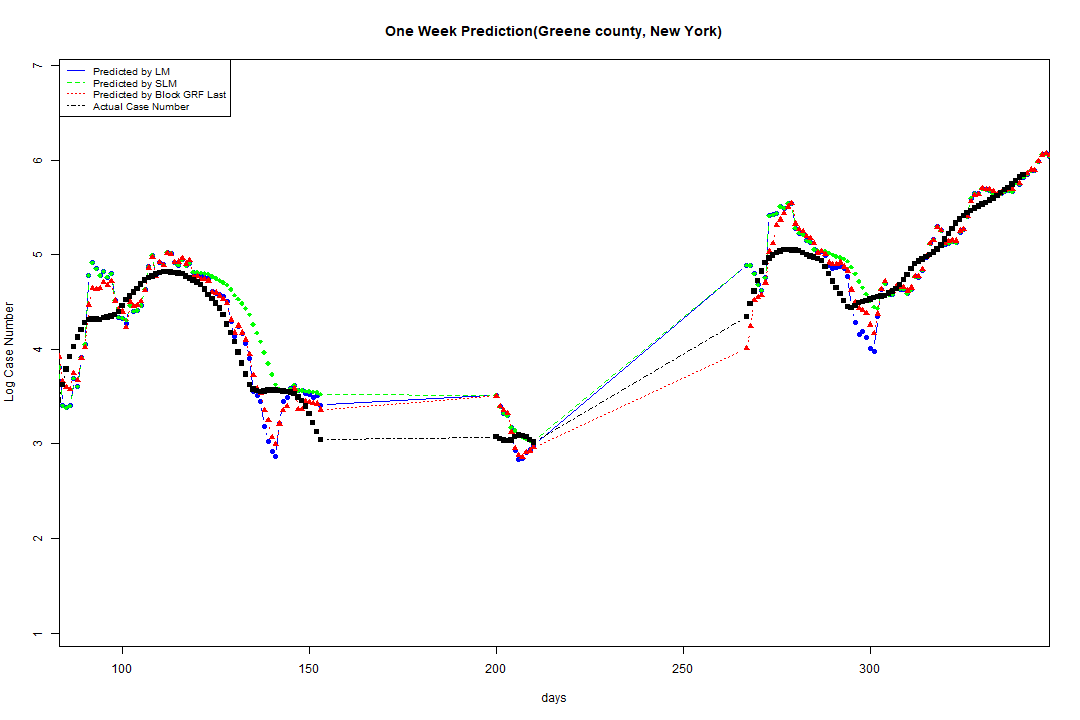 One Week Prediction(Greene county, New York)
Predicted by LM
Predicted by SLM
Predicted by Block GRF Last
Actual Case Number
7
6
5
4
3
2
1
Log Case Number
100 150 200 250 300
days